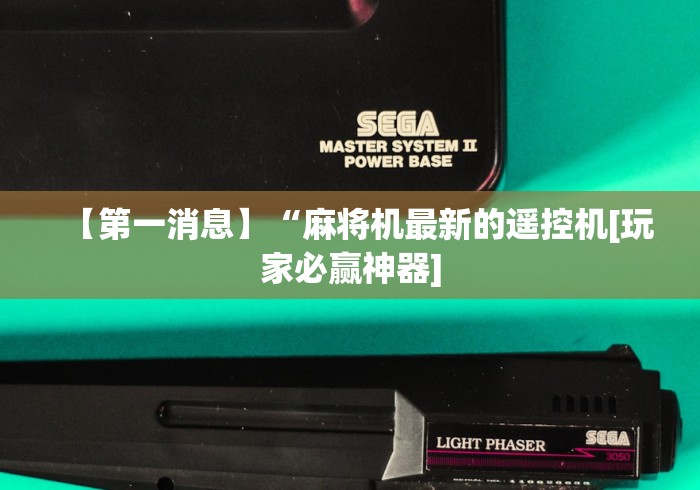 SEGA
MASTER SYSTEM II
POWER BASE
【第一消息】“麻将机最新的遥控机[玩
家必赢神器]
LIGHT PHASER
SEGA
3050